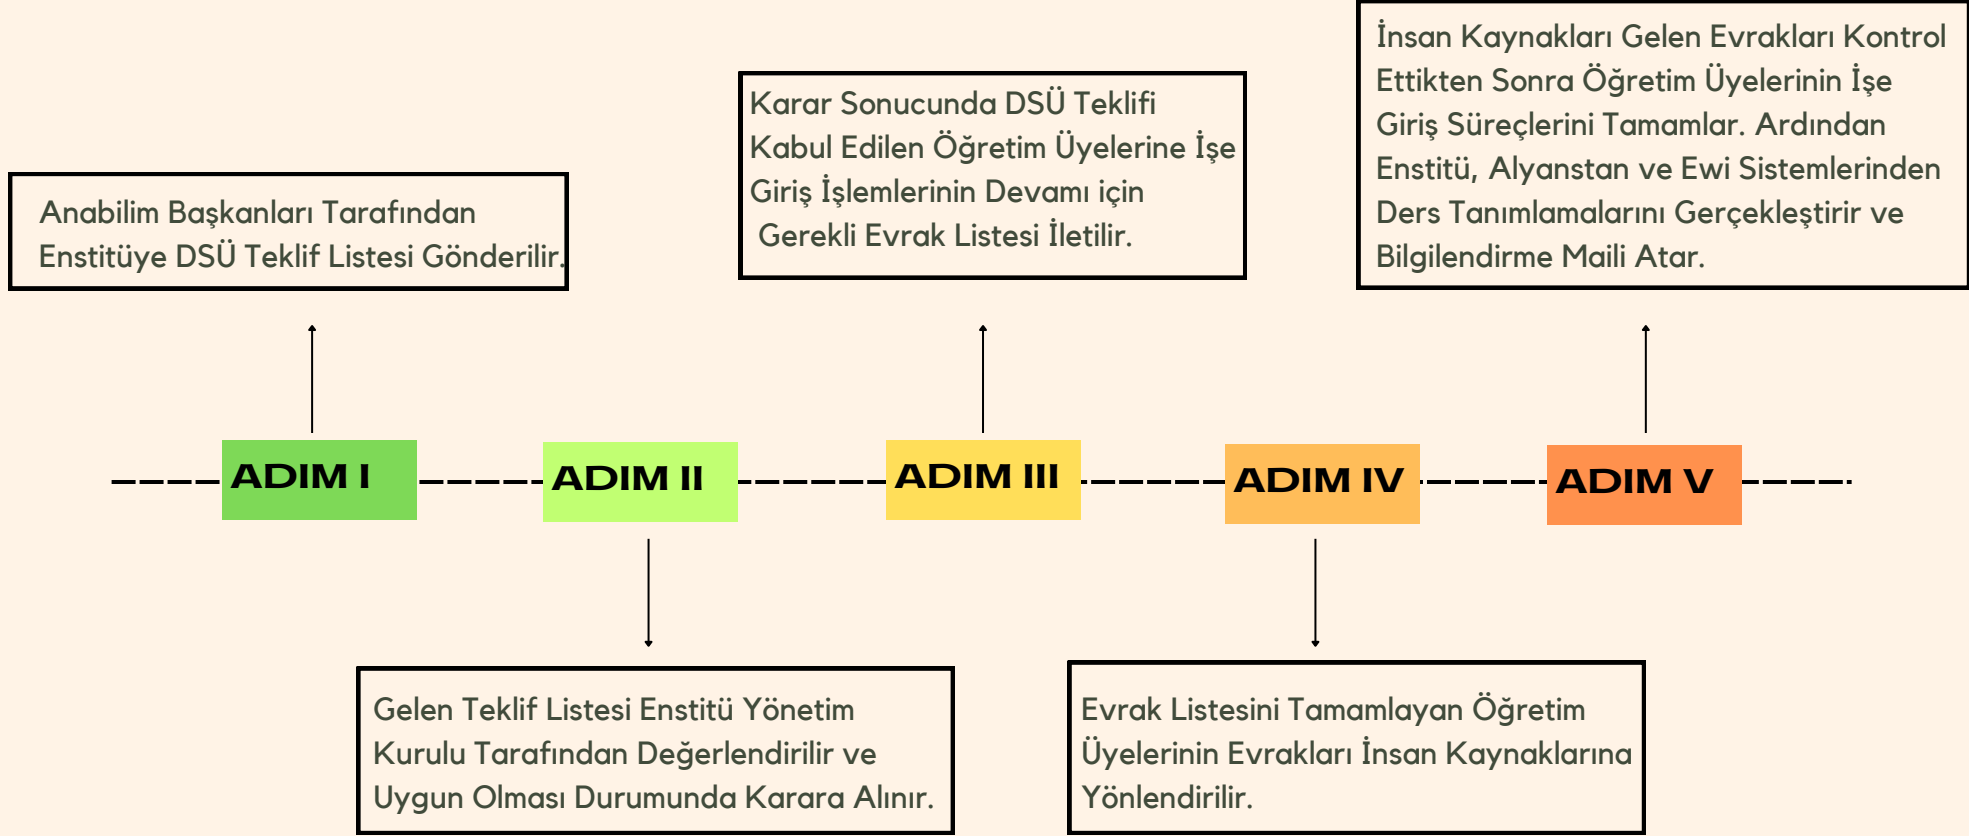 ADIM I
Anabilim Başkanları Tarafından
Enstitüye DSÜ Teklif Listesi Gönderilir.
ADIM II
Gelen Teklif Listesi Enstitü Yönetim
Kurulu Tarafından Değerlendirilir ve
Uygun Olması Durumunda Karara Alınır.
ADIM III
Karar Sonucunda DSÜ Teklifi
Kabul Edilen Öğretim Üyelerine İşe
Giriş İşlemlerinin Devamı için
Gerekli Evrak Listesi İletilir.
ADIM IV
Evrak Listesini Tamamlayan Öğretim
Üyelerinin Evrakları İnsan Kaynaklarına
Yönlendirilir.
ADIM V
İnsan Kaynakları Gelen Evrakları Kontrol
Ettikten Sonra Öğretim Üyelerinin İşe
Giriş Süreçlerini Tamamlar. Ardından
Enstitü, Alyanstan ve Ewi Sistemlerinden
Ders Tanımlamalarını Gerçekleştirir ve
Bilgilendirme Maili Atar.